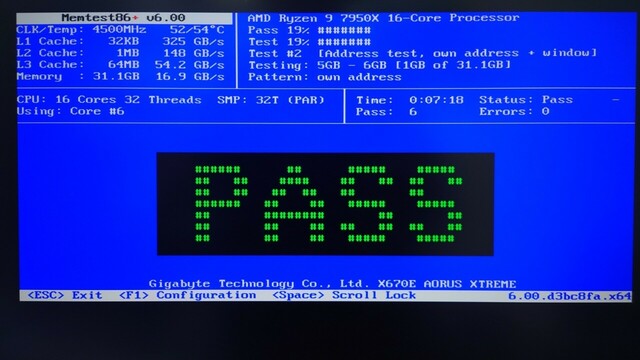 Memtest86+ v6.00
AMD Ryzen 9 7950X 16-Core Processor
CLK/Temp: 4500MHz 52/54°C
Pass 19% #######
L1 Cache: 32KB 325 GB/s
Test 19% #######
L2 Cache: 1MB 148 GB/s
Test #2 [Address test, own address + window]
L3 Cache: 64MB 54.2 GB/s
Testing: 5GB - 6GB [1GB of 31.1GB]
Memory : 31.1GB 16.9 GB/s
Pattern: own address
CPU: 16 Cores 32 Threads SMP: 32T (PAR)
Time: 0:07:18 Status: Pass -
Using: Core #6
Pass: 6 Errors: 0
PASS
Gigabyte Technology Co., Ltd. X670E AORUS XTREME
<ESC> Exit <F1> Configuration <Space> Scroll Lock 6.00.d3bc8fa.x64